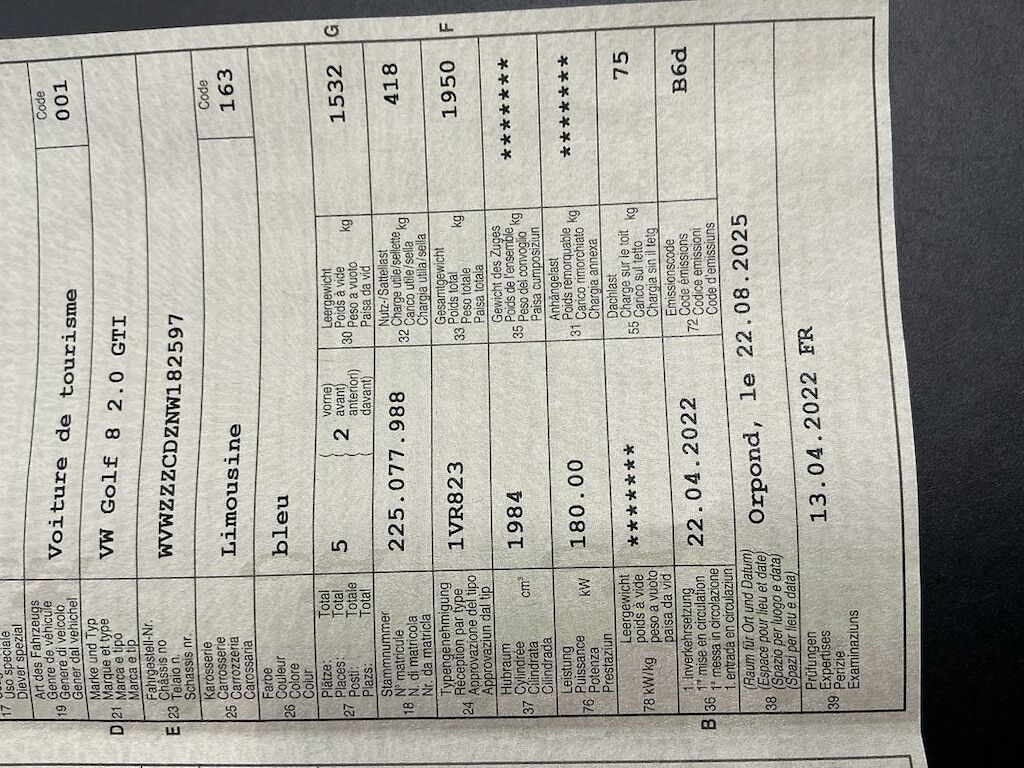 17
Uso speciale
Diever spezial
Art des Fahrzeugs
Genre de véhicule
19 Genere di veicolo
Gener dal vehichel
Voiture de tourisme
Code
001
Marke und Typ
Marque et type
D 21 Marca e tipo
Marca e tip
VW Golf 8 2.0 GTI
Fahrgestell-Nr.
Châssis no
E 23 Telaio n.
Schassis nr.
WVWZZZCDZNW182597
Karosserie
Carrosserie
25 Carrozzeria
Carossaria
Limousine
Code
163
Farbe
Couleur
26 Colore
Colur
bleu
Plätze: Total
Places: Total
27 Posti: Totale
Plazs: Total
5
2
vorne)
avant)
anteriori)
davant)
Leergewicht
Poids à vide
30 Peso a vuoto kg
Paisa da vid
1532
G
Stammnummer
N° matricule
18 N. di matricola
Nr. da matricla
225.077.988
Nutz-/Sattellast
Charge utile/sellette
32 Carico utile/sella kg
Chargia utila/sella
418
Typengenehmigung
Réception par type
24 Approvazione del tipo
Approvaziun dal tip
1VR823
Gesamtgewicht
Poids total
33 Peso totale kg
Paisa totala
1950
F
Hubraum
Cylindrée
37 Cilindrata cm³
Cilindrada
1984
Gewicht des Zuges
Poids de l'ensemble
35 Peso del convoglio kg
Paisa cumposiziun
*******
Leistung
Puissance
76 Potenza kW
Prestaziun
180.00
Anhängelast
Poids remorquable
31 Carico rimorchiato kg
Chargia annexa
*******
Leergewicht
poids à vide
78 kW/kg peso a vuoto
paisa da vid
*******
Dachlast
Charge sur le toit
55 Carico sul tetto kg
Chargia sin il tetg
75
1. Inverkehrsetzung
1ʳᵉ mise en circulation
B 36 1ª messa in circolazione
1. entrada en circulaziun
22.04.2022
Emissionscode
Code émissions
72 Codice emissioni
Code d'emissiuns
B6d
(Raum für Ort und Datum)
(Espace pour lieu et date)
38 (Spazio per luogo e data)
(Spazi per lieu e data)
Orpond, le 22.08.2025
Prüfungen
Expertises
39 Perizie
Examinaziuns
13.04.2022 FR